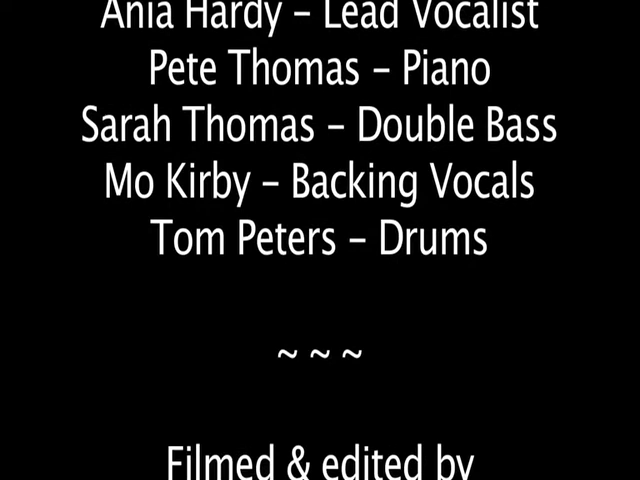 Ania Hardy – Lead Vocalist
Pete Thomas – Piano
Sarah Thomas – Double Bass
Mo Kirby – Backing Vocals
Tom Peters – Drums
~ ~ ~
Filmed & edited by